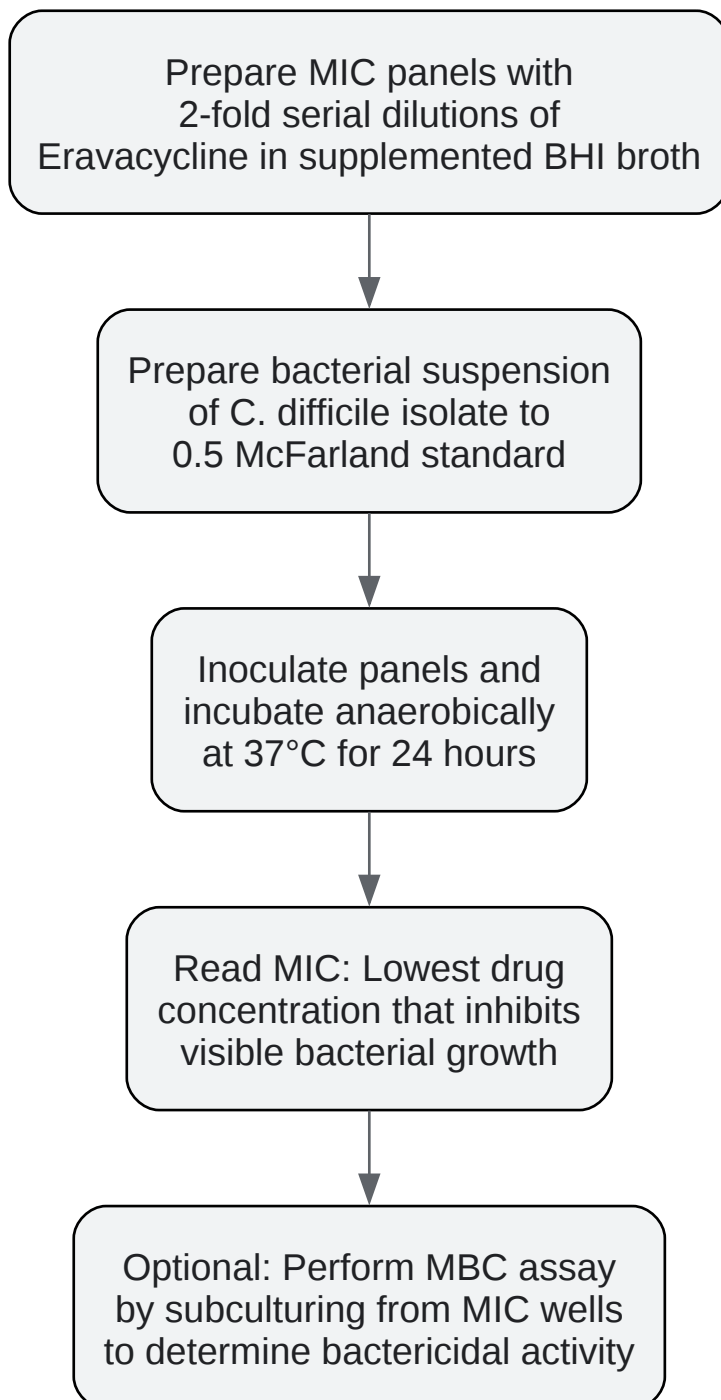 Prepare MIC panels with
2-fold serial dilutions of
Eravacycline in supplemented BHI broth
Prepare bacterial suspension
of C. difficile isolate to
0.5 McFarland standard
Inoculate panels and
incubate anaerobically
at 37°C for 24 hours
Read MIC: Lowest drug
concentration that inhibits
visible bacterial growth
Optional: Perform MBC assay
by subculturing from MIC wells
to determine bactericidal activity